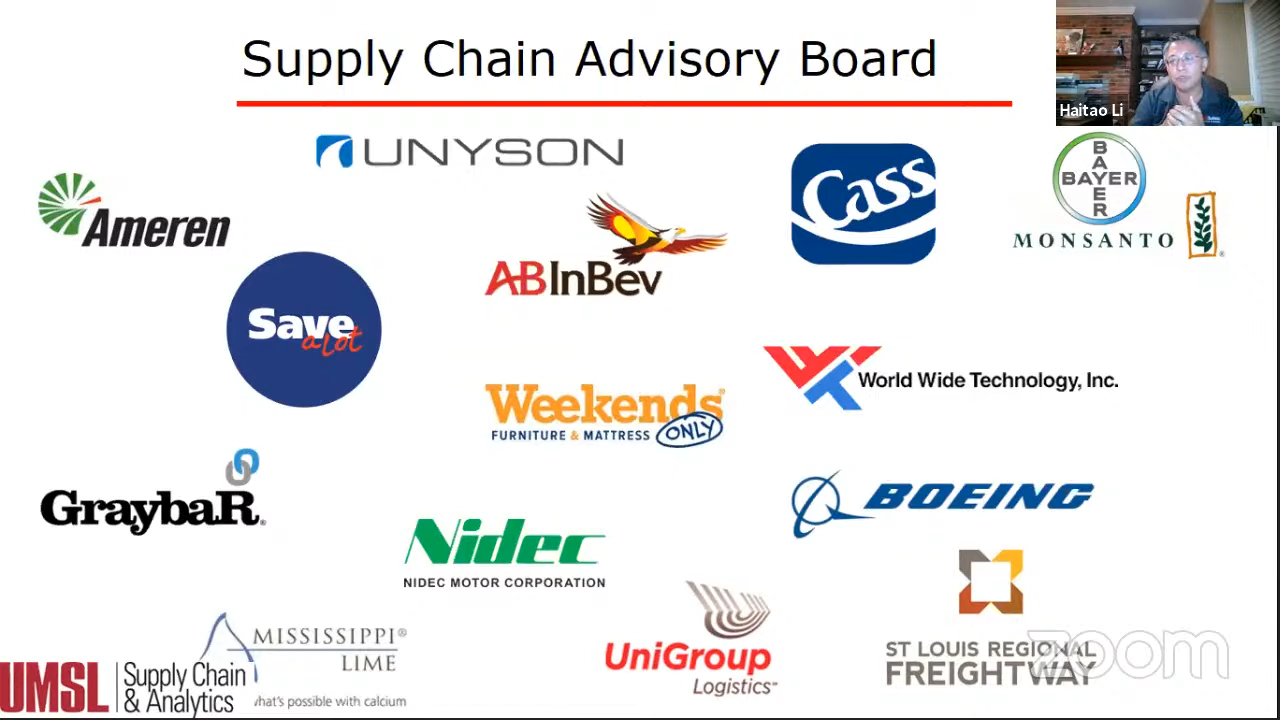 Supply Chain Advisory Board
Haitao Li
UNYSON
Cass
BAYER
BAYER
MONSANTO
Ameren
ABInBev
Save
a lot
World Wide Technology, Inc.
Weekends®
FURNITURE & MATTRESS ONLY
GraybaR®
BOEING
Nidec
NIDEC MOTOR CORPORATION
MISSISSIPPI®
LIME
hat's possible with calcium
UniGroup
Logistics
ST LOUIS REGIONAL
FREIGHTWAY
zoom
UMSL
Supply Chain
& Analytics